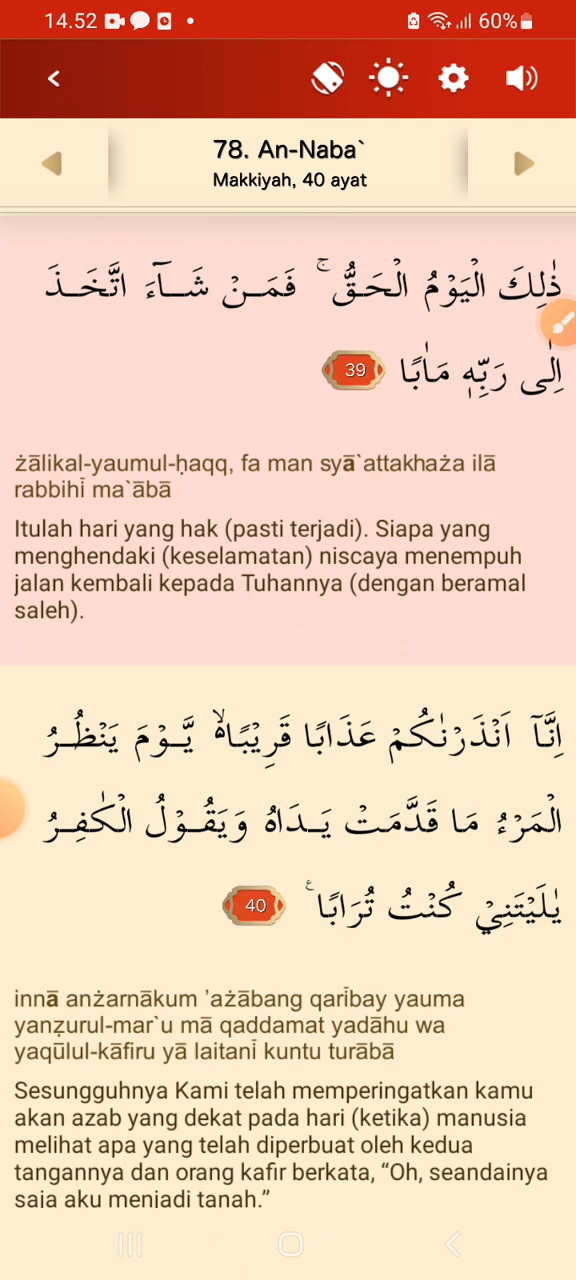 14.52 60%
78. An-Naba`
Makkiyah, 40 ayat
ذٰلِكَ الْيَوْمُ الْحَقُّ ۚ فَمَنْ شَاۤءَ اتَّخَذَ
اِلٰى رَبِّهٖ مَاٰبًا 39
żālikal-yaumul-ḥaqq, fa man syā`attakhaża ilā
rabbihī ma`ābā
Itulah hari yang hak (pasti terjadi). Siapa yang
menghendaki (keselamatan) niscaya menempuh
jalan kembali kepada Tuhannya (dengan beramal
saleh).
اِنَّآ اَنْذَرْنٰكُمْ عَذَابًا قَرِيْبًا ەۙ يَّوْمَ يَنْظُرُ
الْمَرْءُ مَا قَدَّمَتْ يَدَاهُ وَيَقُوْلُ الْكٰفِرُ
يٰلَيْتَنِيْ كُنْتُ تُرَابًا ࣖ 40
innā anżarnākum ’ażābang qarībay yauma
yanẓurul-mar`u mā qaddamat yadāhu wa
yaqūlul-kāfiru yā laitanī kuntu turābā
Sesungguhnya Kami telah memperingatkan kamu
akan azab yang dekat pada hari (ketika) manusia
melihat apa yang telah diperbuat oleh kedua
tangannya dan orang kafir berkata, “Oh, seandainya
saja aku menjadi tanah.”